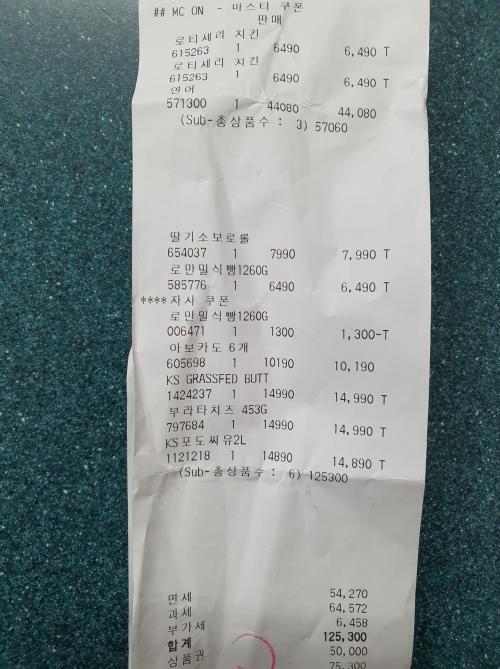 ## MC ON - 마스터 쿠폰
판매
로티세리 치킨
615263 1 6490 6,490 T
로티세리 치킨
615263 1 6490 6,490 T
연어
571300 1 44080 44,080
(Sub-총상품수 : 3) 57060
딸기소보로롤
654037 1 7990 7,990 T
로만밀식빵1260G
585776 1 6490 6,490 T
****자사 쿠폰
로만밀식빵1260G
006471 1 1300 1,300-T
아보카도 6개
605698 1 10190 10,190
KS GRASSFED BUTT
1424237 1 14990 14,990 T
부라타치즈 453G
797684 1 14990 14,990 T
KS포도씨유2L
1121218 1 14890 14,890 T
(Sub-총상품수 : 6) 125300
면세 54,270
과세 64,572
부가세 6,458
합계 125,300
상품권 50,000
75,300